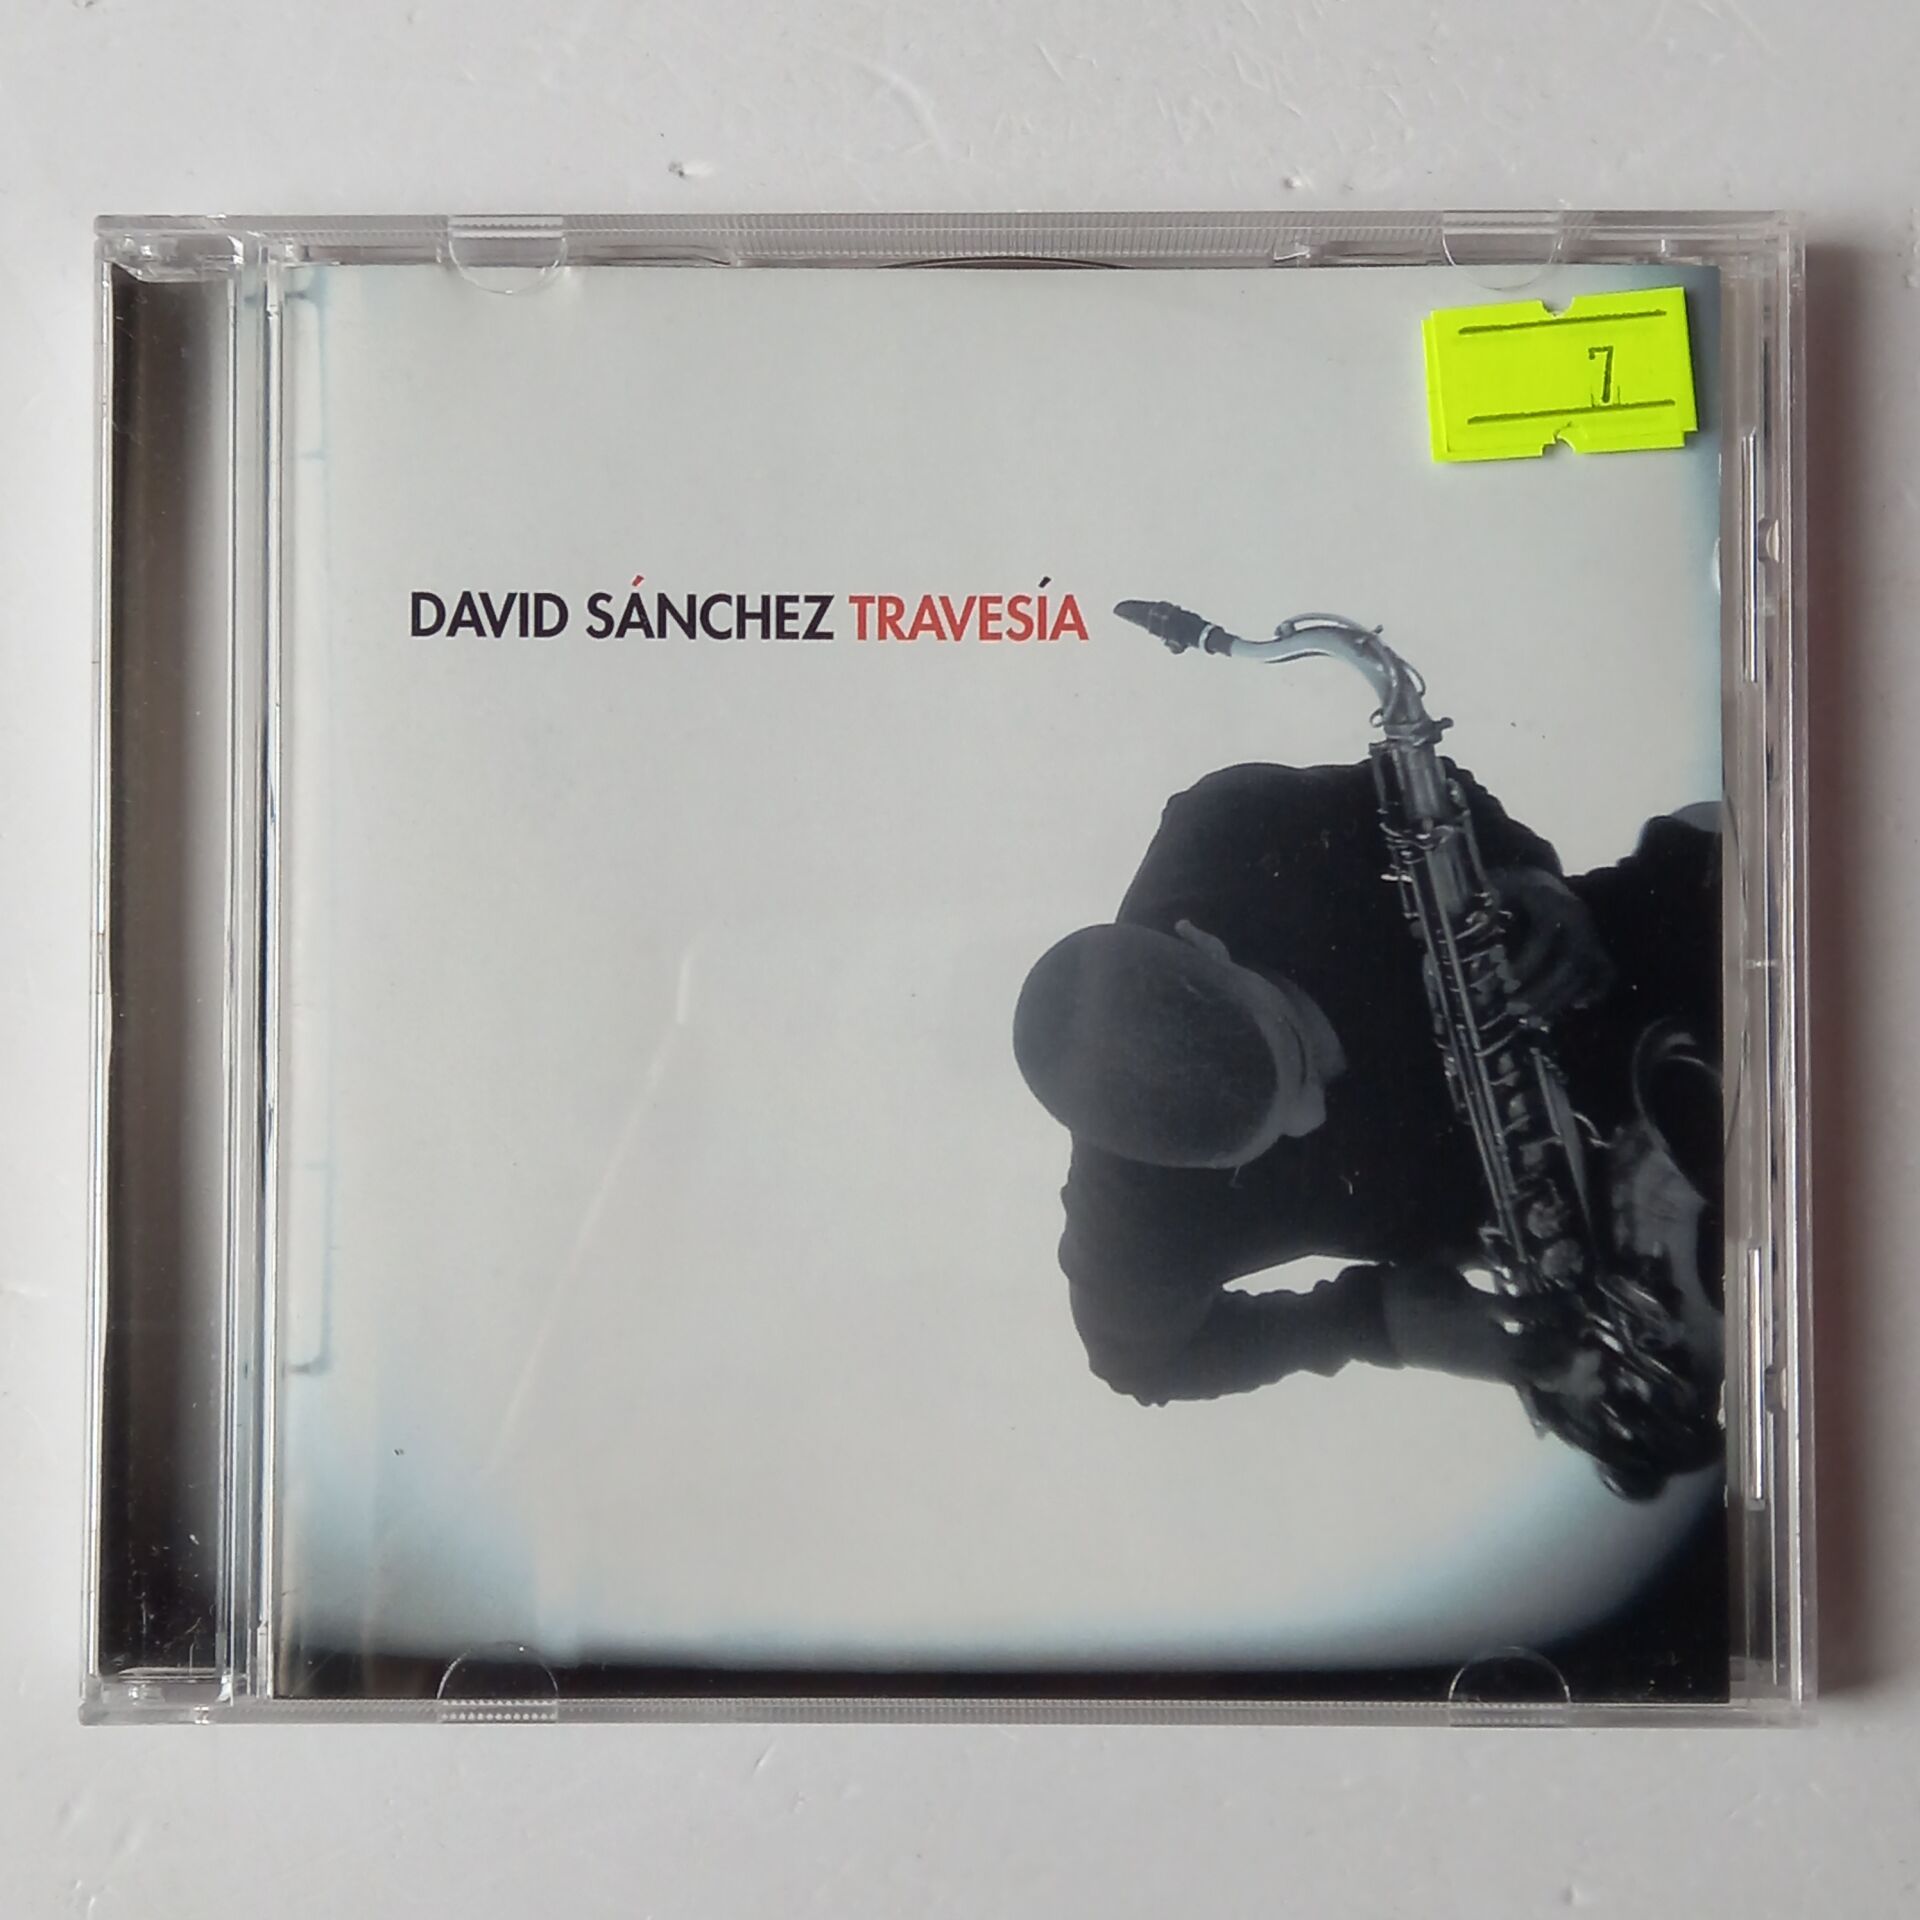 7
DAVID SÁNCHEZ TRAVESÍA